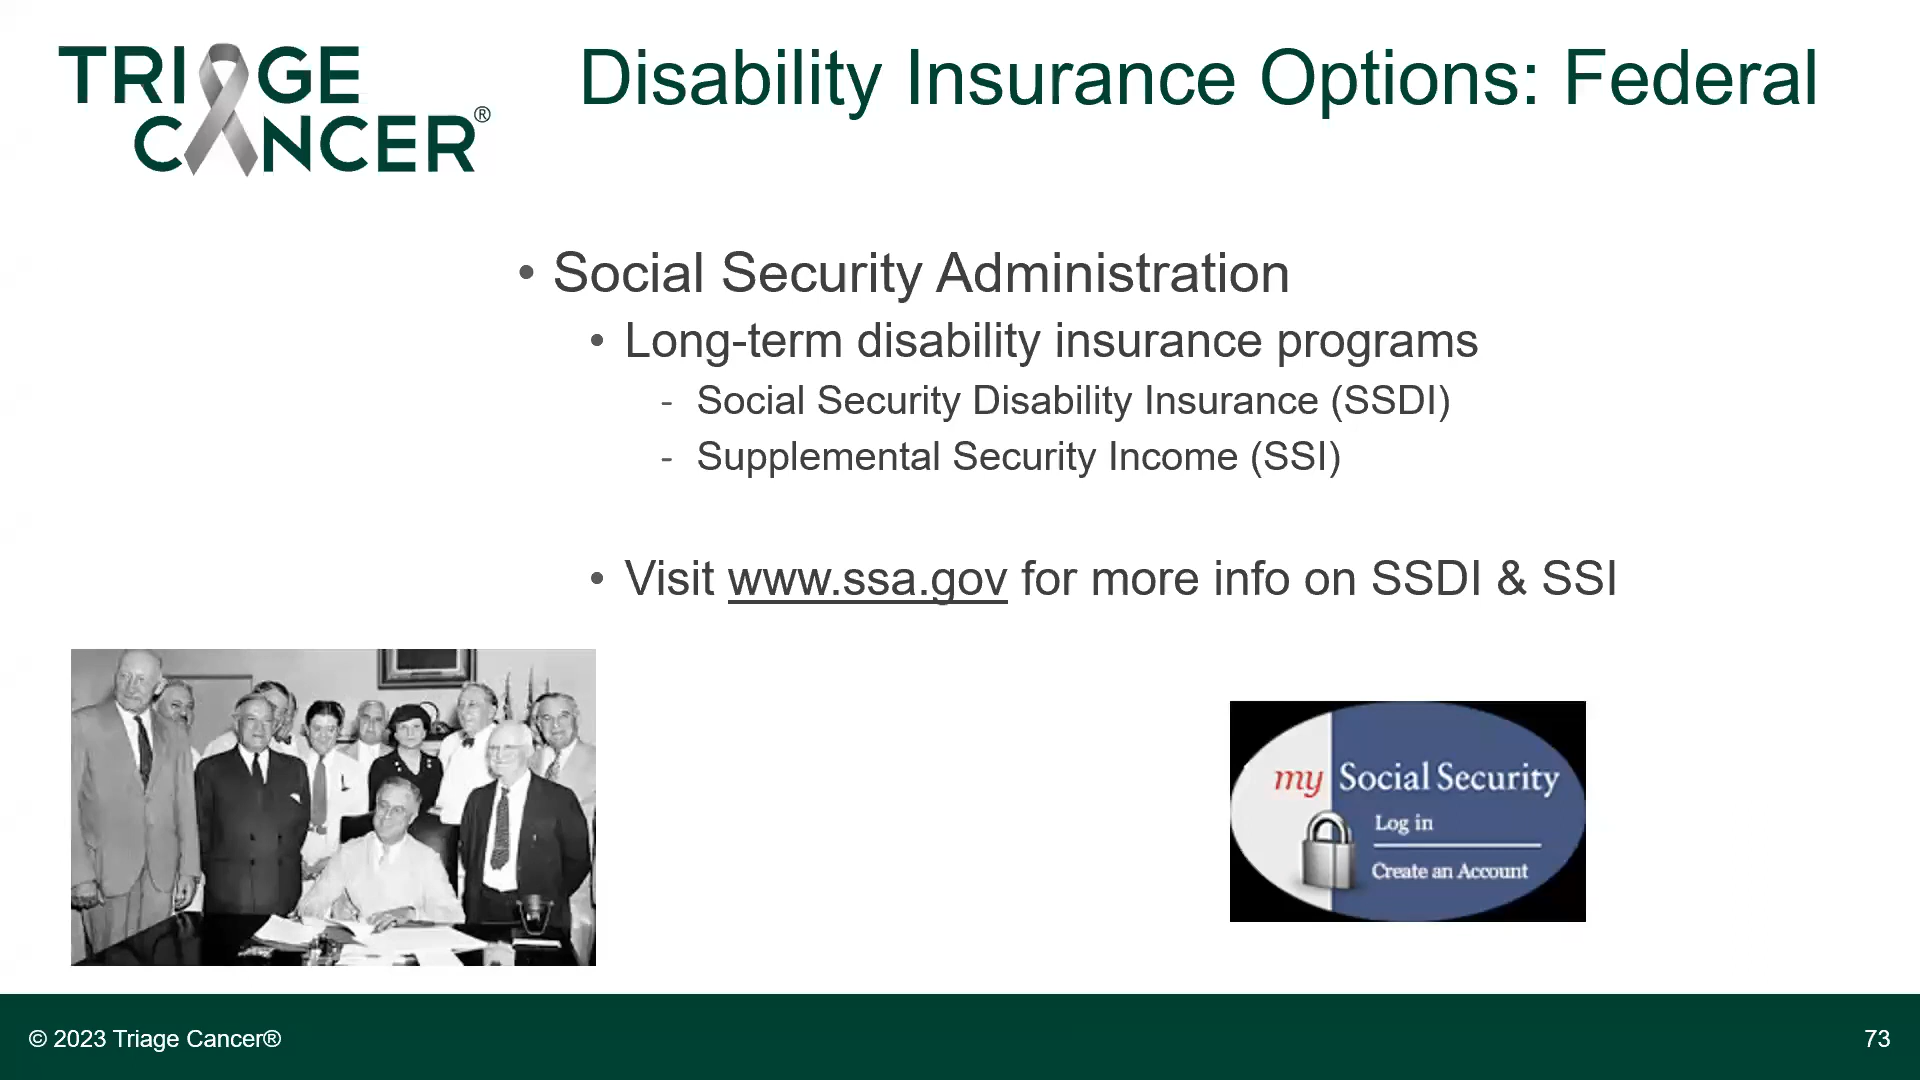 TRIAGE
CANCER®
Disability Insurance Options: Federal
• Social Security Administration
• Long-term disability insurance programs
- Social Security Disability Insurance (SSDI)
- Supplemental Security Income (SSI)
• Visit www.ssa.gov for more info on SSDI & SSI
my Social Security
Log in
Create an Account
© 2023 Triage Cancer®
73